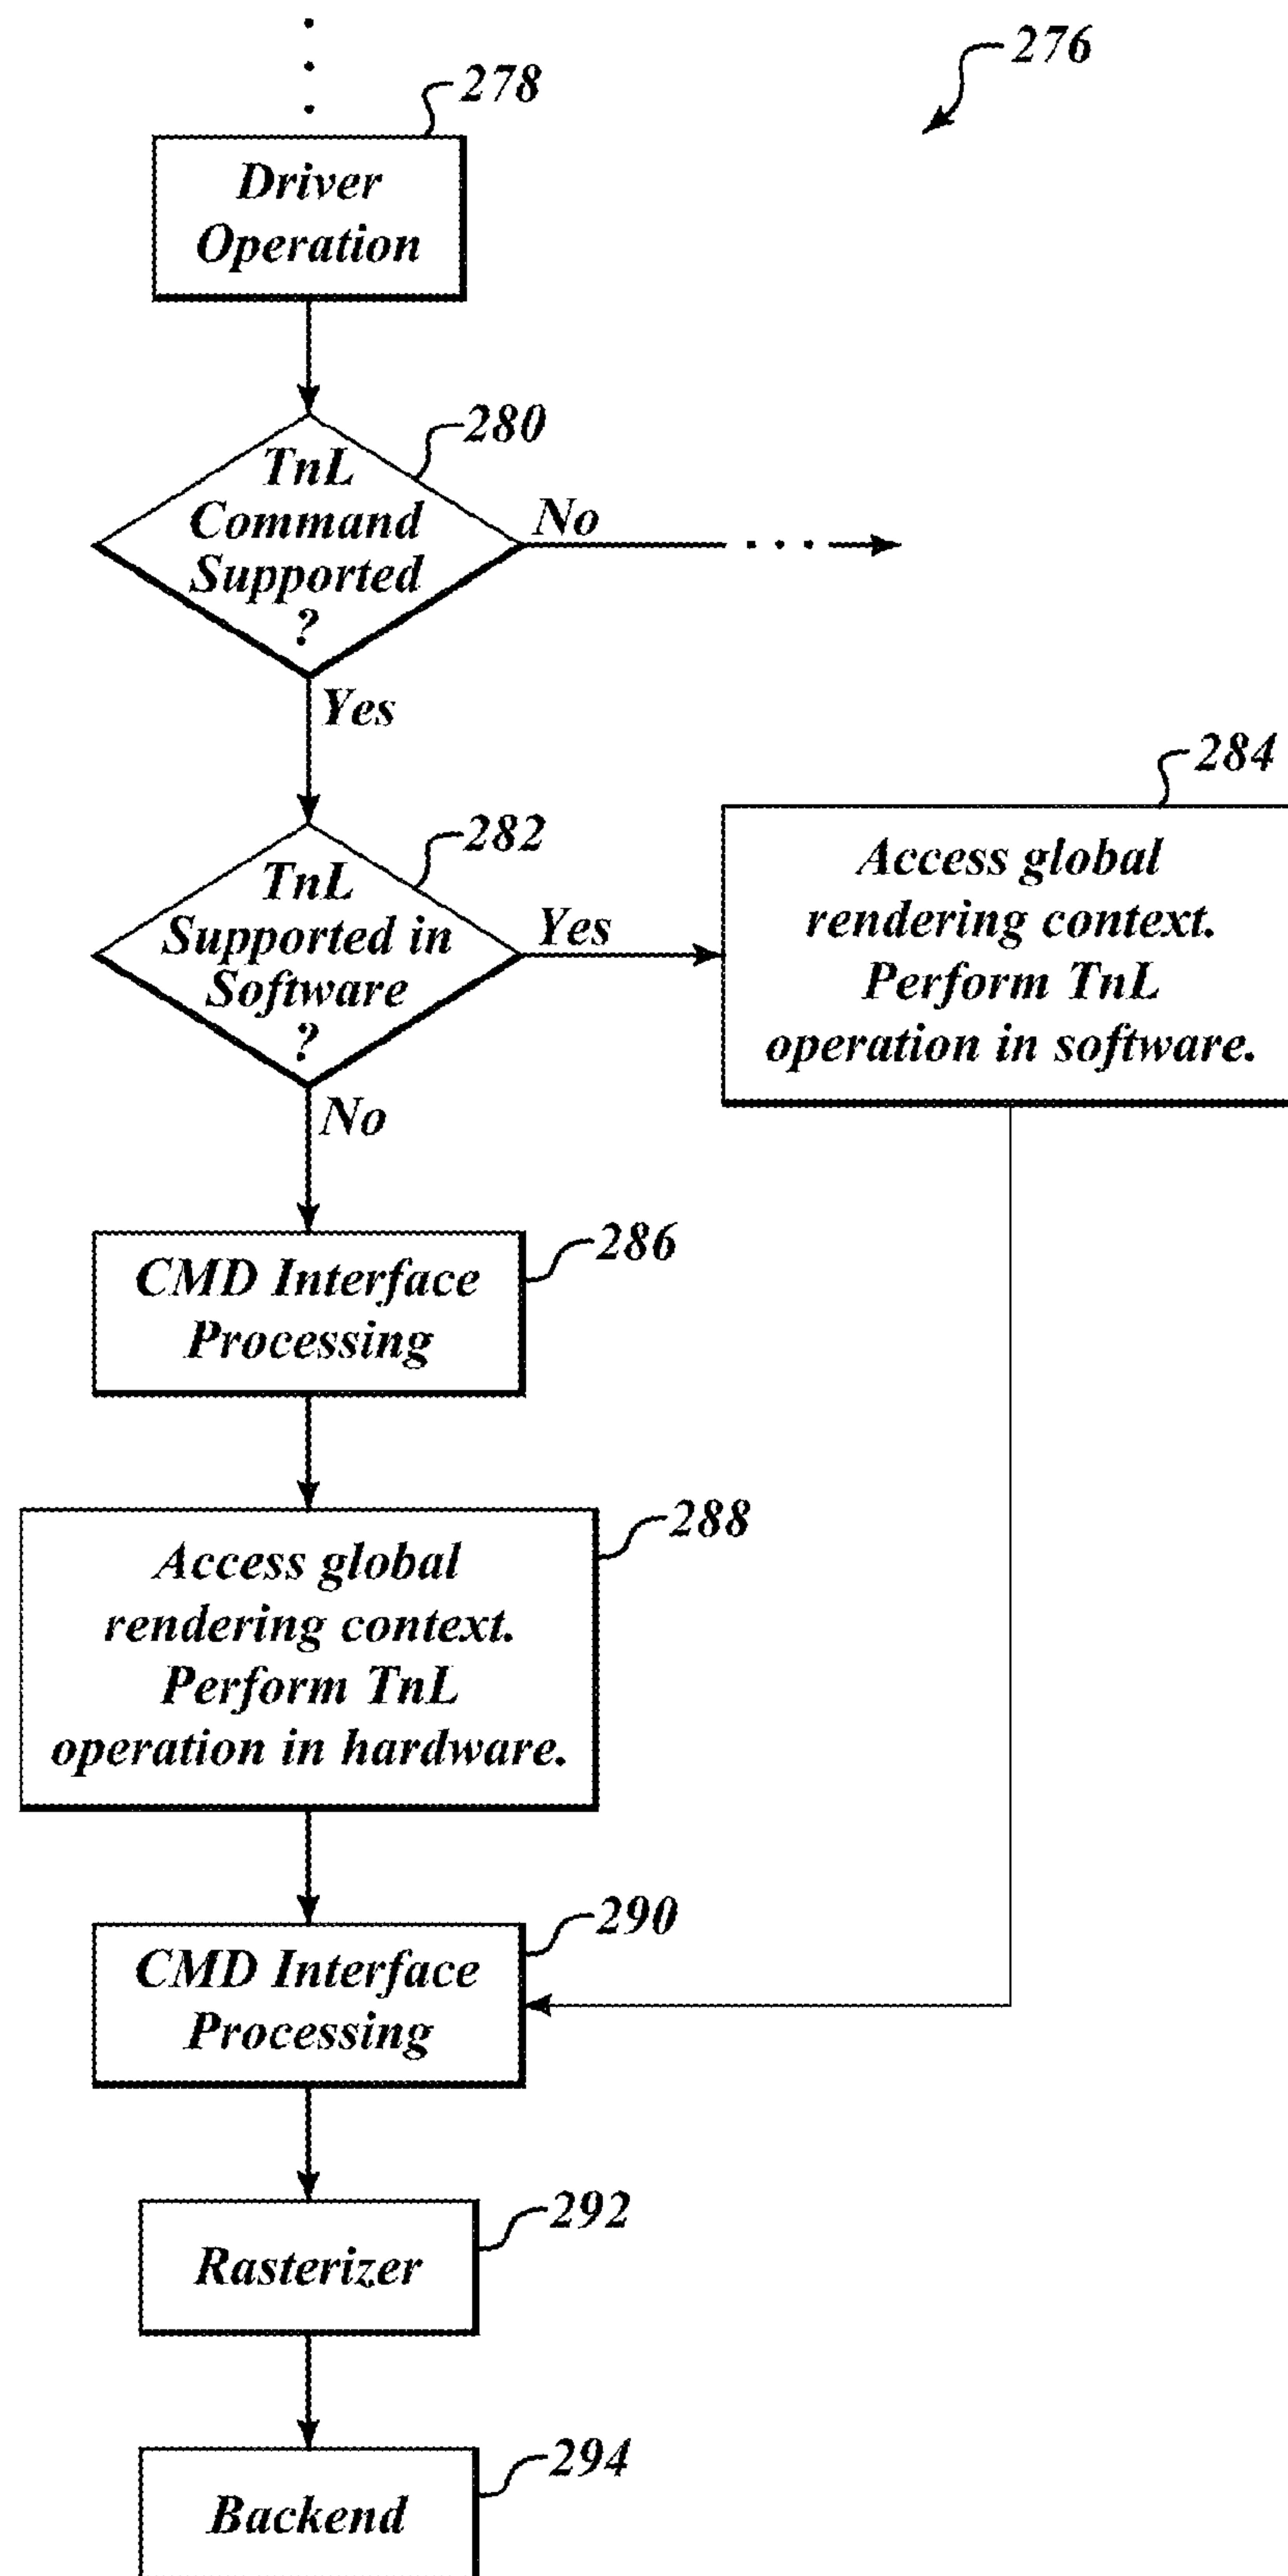 276
278
Driver
Operation
280
TnL
Command
Supported
?
No
Yes
282
TnL
Supported in
Software
?
Yes
No
284
Access global
rendering context.
Perform TnL
operation in software.
286
CMD Interface
Processing
288
Access global
rendering context.
Perform TnL
operation in hardware.
290
CMD Interface
Processing
292
Rasterizer
294
Backend